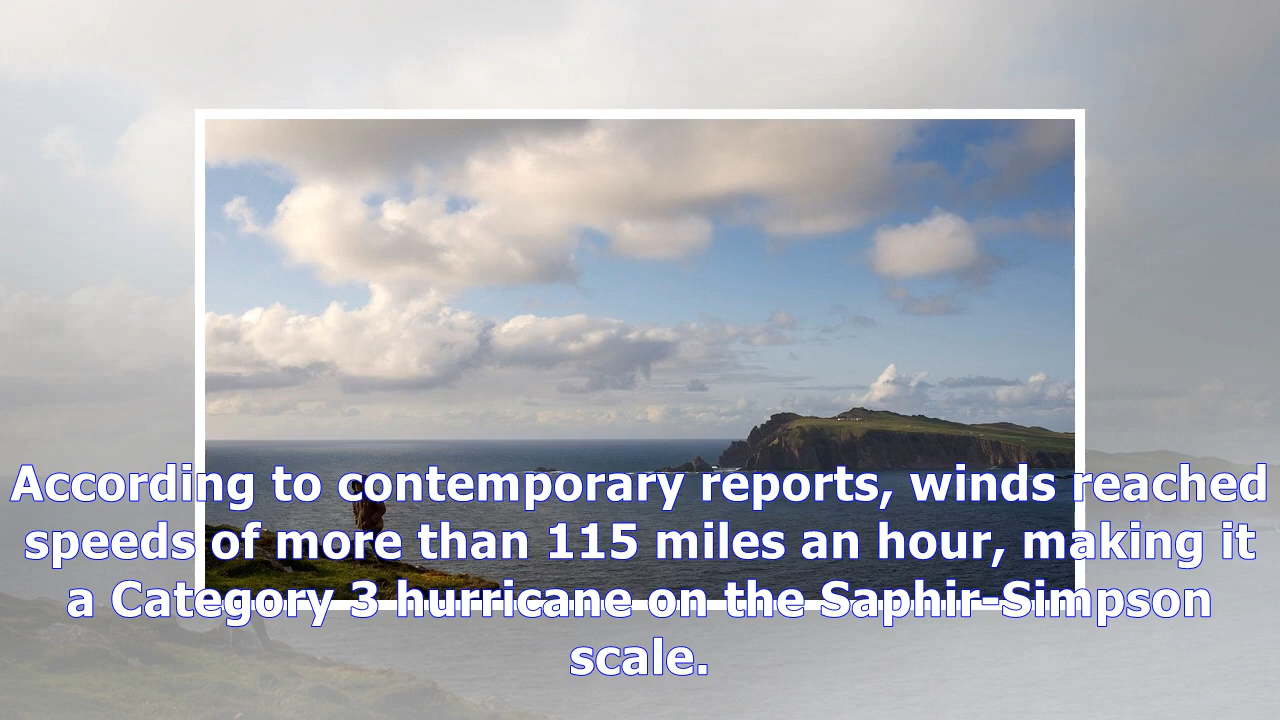 According to contemporary reports, winds reached
speeds of more than 115 miles an hour, making it
a Category 3 hurricane on the Saphir-Simpson
scale.